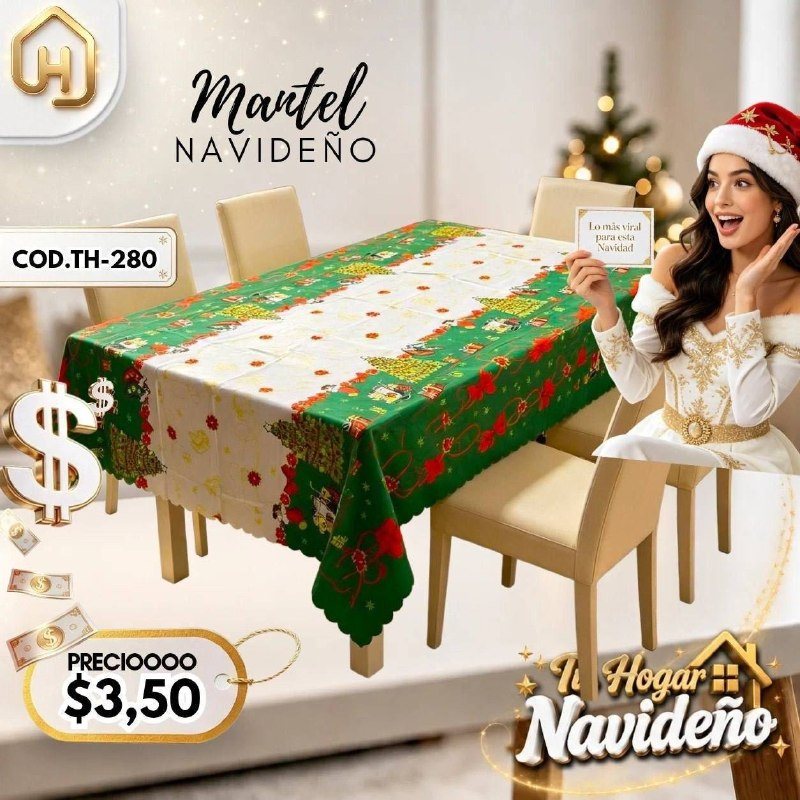 H
Mantel
NAVIDEÑO
COD.TH-280
Lo más viral
para esta
Navidad
$
$
PRECIOOOO
$3,50
Tu Hogar
Navideño